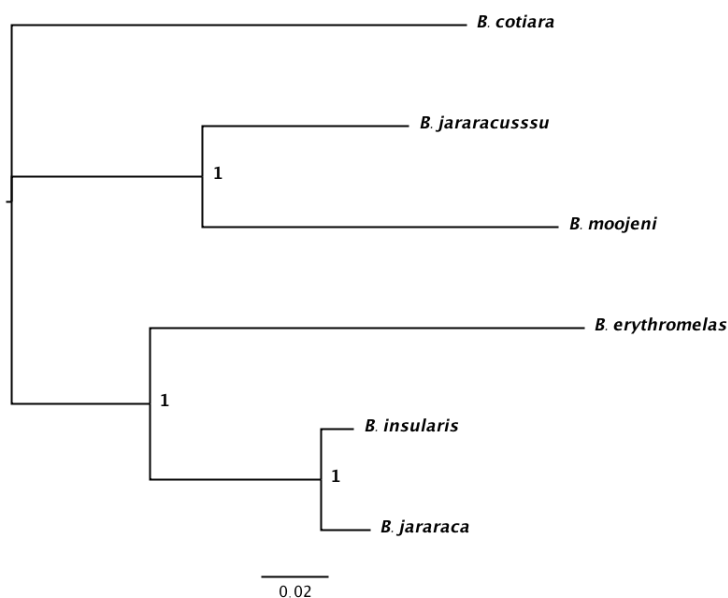 B. cotiara
B. jararacusssu
1
B. moojeni
B. erythromelas
1
B. insularis
1
B. jararaca
0.02